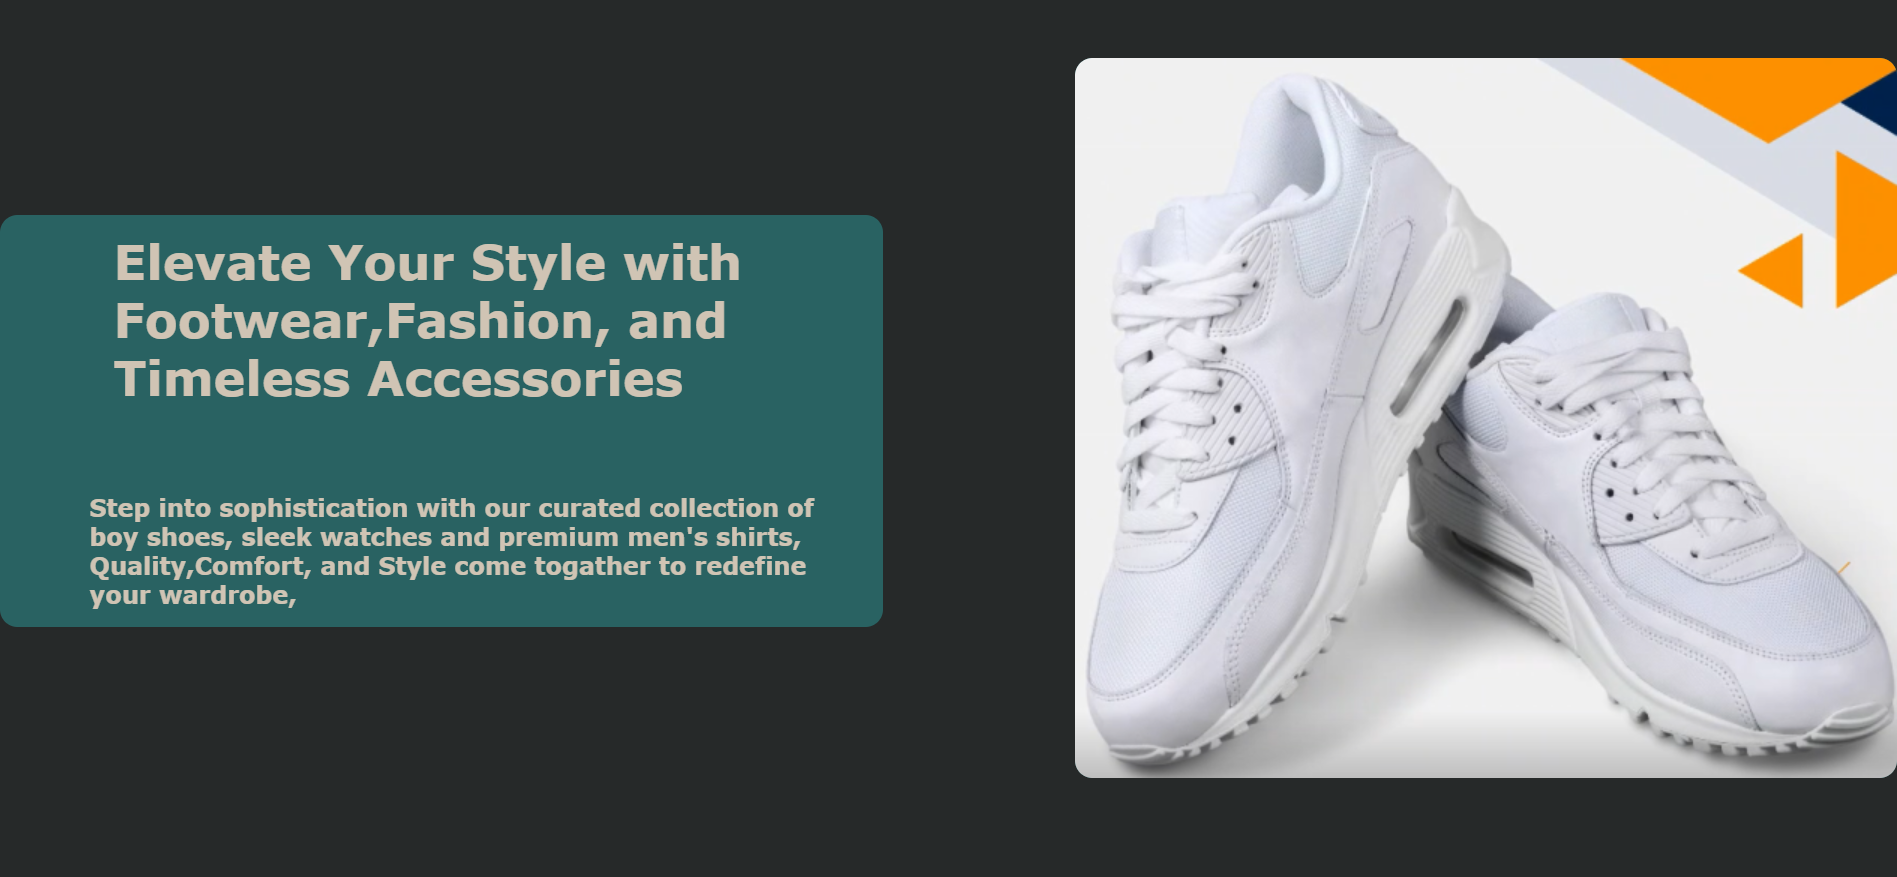 Elevate Your Style with
Footwear,Fashion, and
Timeless Accessories
Step into sophistication with our curated collection of
boy shoes, sleek watches and premium men's shirts,
Quality,Comfort, and Style come togather to redefine
your wardrobe,